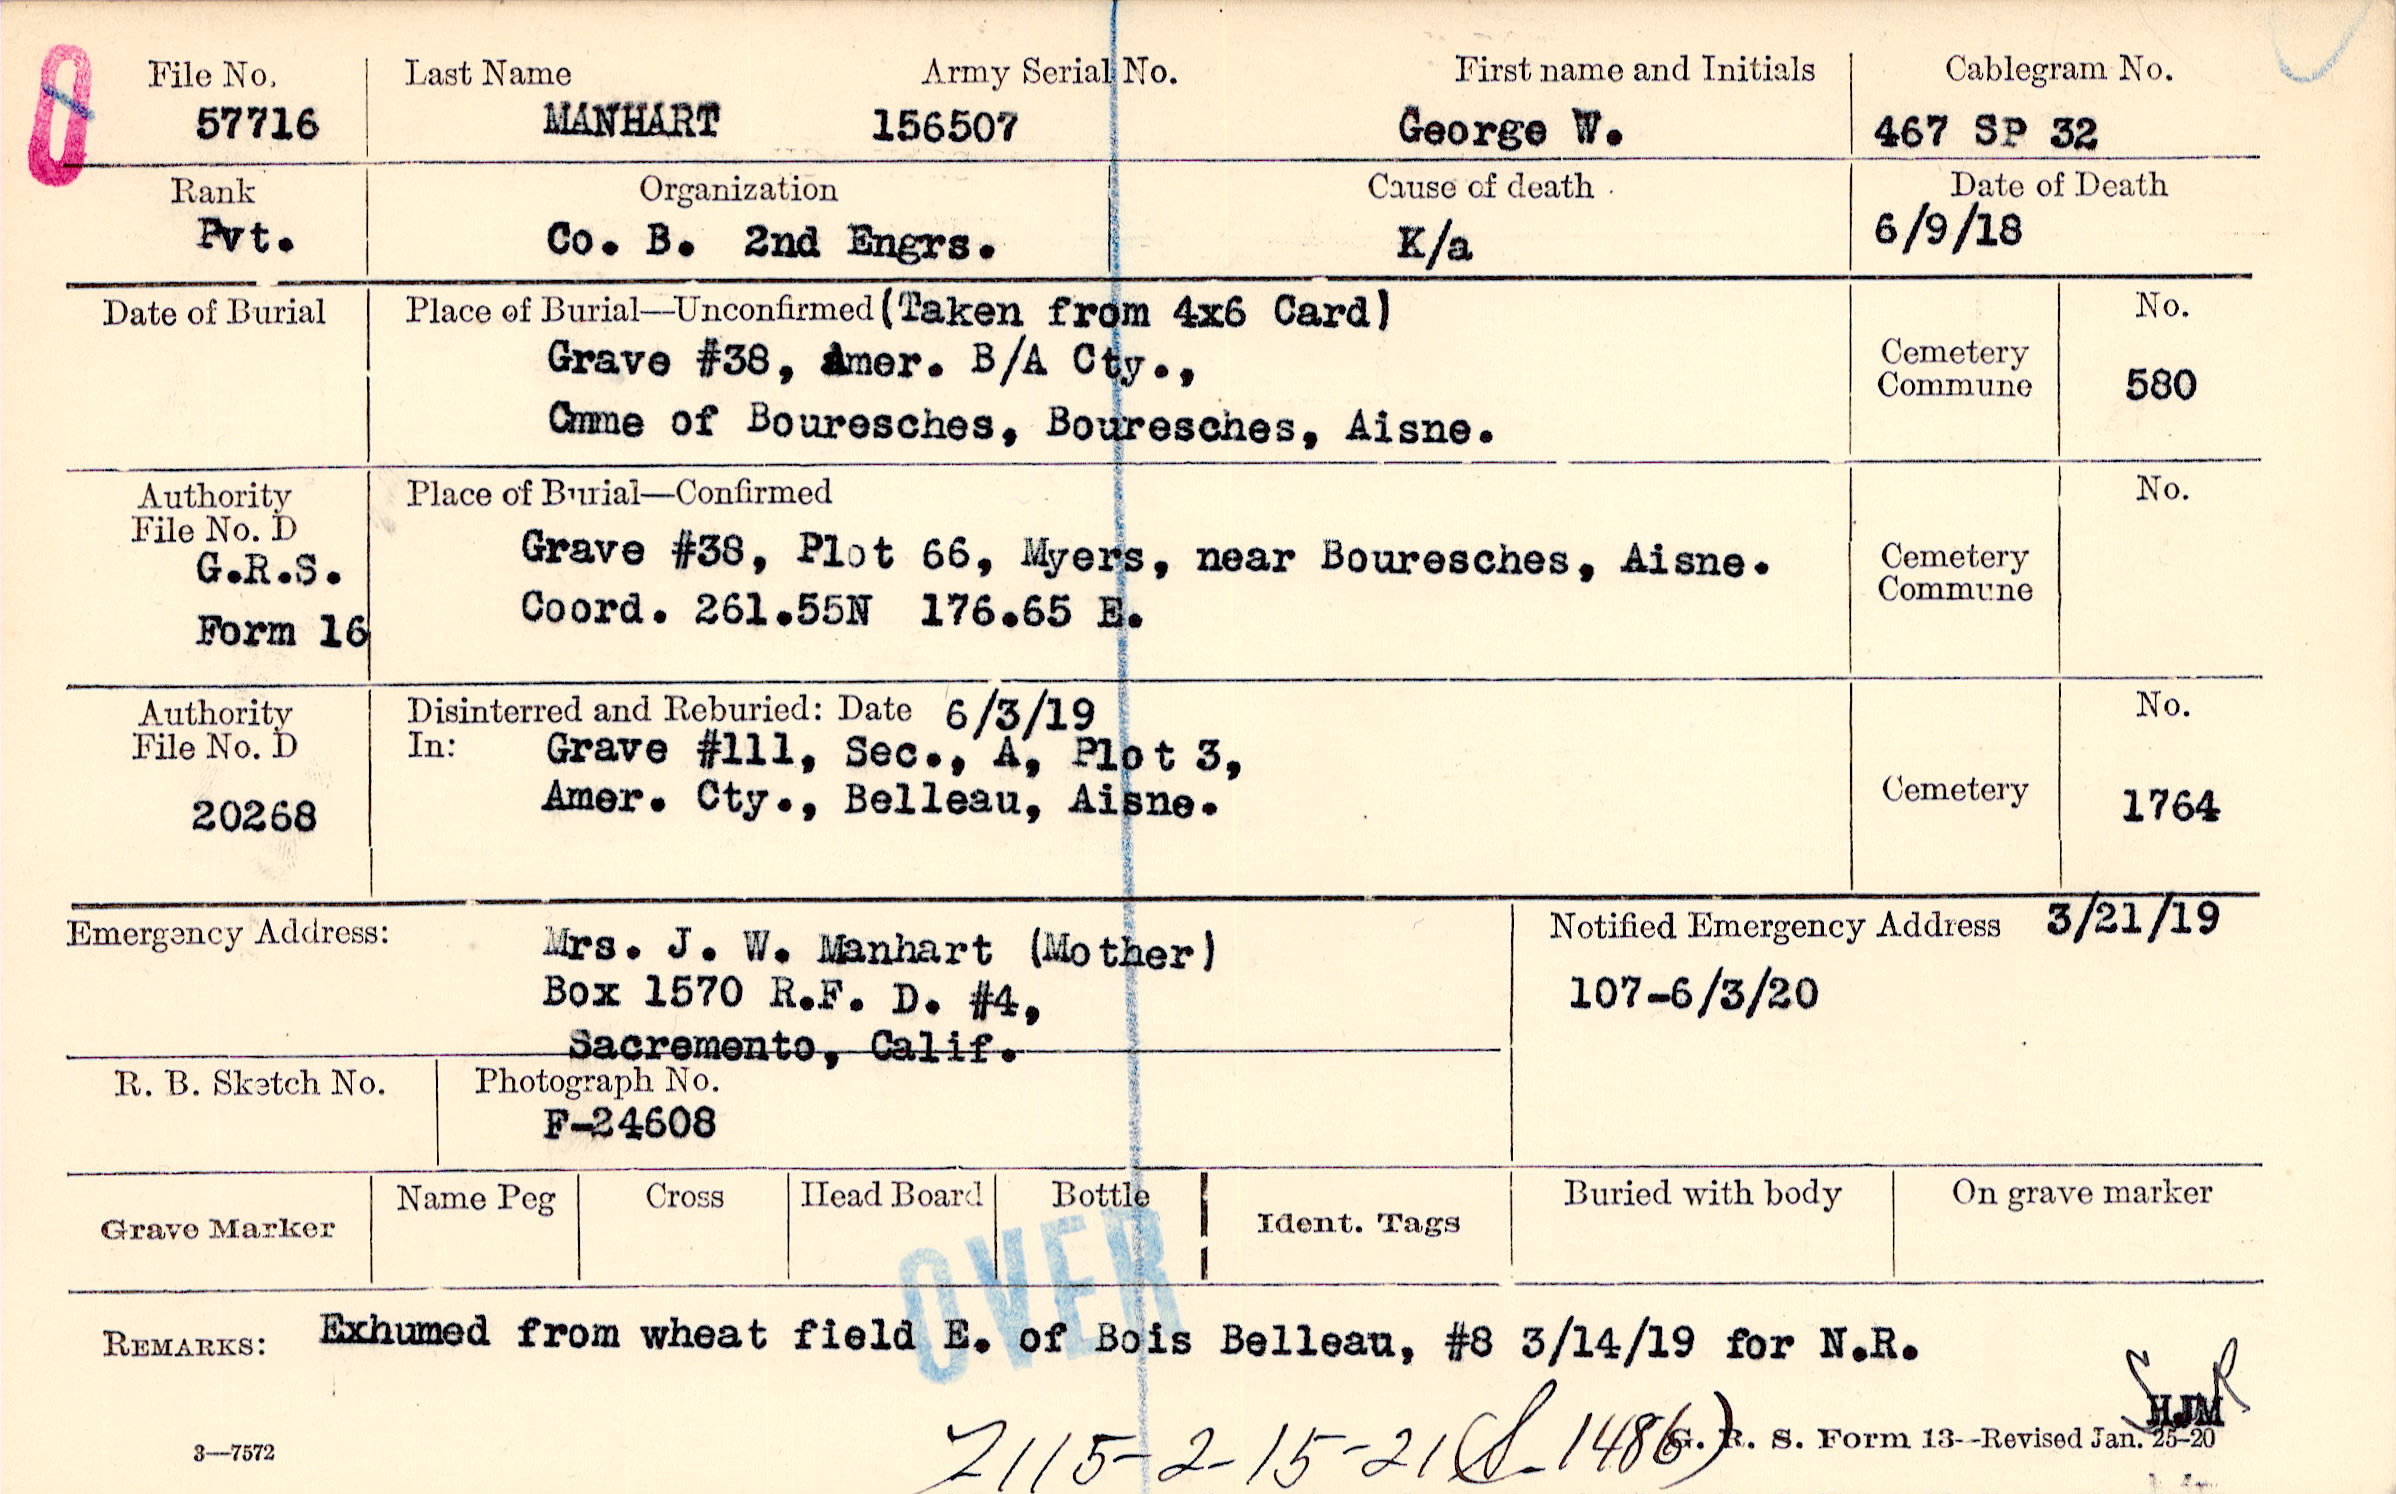 File No. Last Name Army Serial No. First name and Initials Cablegram No.
57716 MANHART 156507 George W. 467 SP 32
Rank Organization Cause of death Date of Death
Pvt. Co. B. 2nd Engrs. K/a 6/9/18
Date of Burial Place of Burial—Unconfirmed (Taken from 4x6 Card) No.
Grave #38, Amer. B/A Cty., Cemetery
Commune 580
Cmme of Bouresches, Bouresches, Aisne.
Authority Place of Burial—Confirmed No.
File No. D
G.R.S. Grave #38, Plot 66, Myers, near Bouresches, Aisne. Cemetery
Commune
Form 16 Coord. 261.55N 176.65 E.
Authority Disinterred and Reburied: Date 6/3/19 No.
File No. D In: Grave #111, Sec., A, Plot 3,
20268 Amer. Cty., Belleau, Aisne. Cemetery 1764
Emergency Address: Mrs. J. W. Manhart (Mother) Notified Emergency Address 3/21/19
Box 1570 R.F. D. #4, 107-6/3/20
Sacremento, Calif.
R. B. Sketch No. Photograph No.
F-24608
Grave Marker Name Peg Cross Head Board Bottle Ident. Tags Buried with body On grave marker
OVER
REMARKS: Exhumed from wheat field E. of Bois Belleau, #8 3/14/19 for N.R.
S R
HJM
3—7572 2115-2-15-21 (S. 1486) G. R. S. Form 13--Revised Jan. 25-20